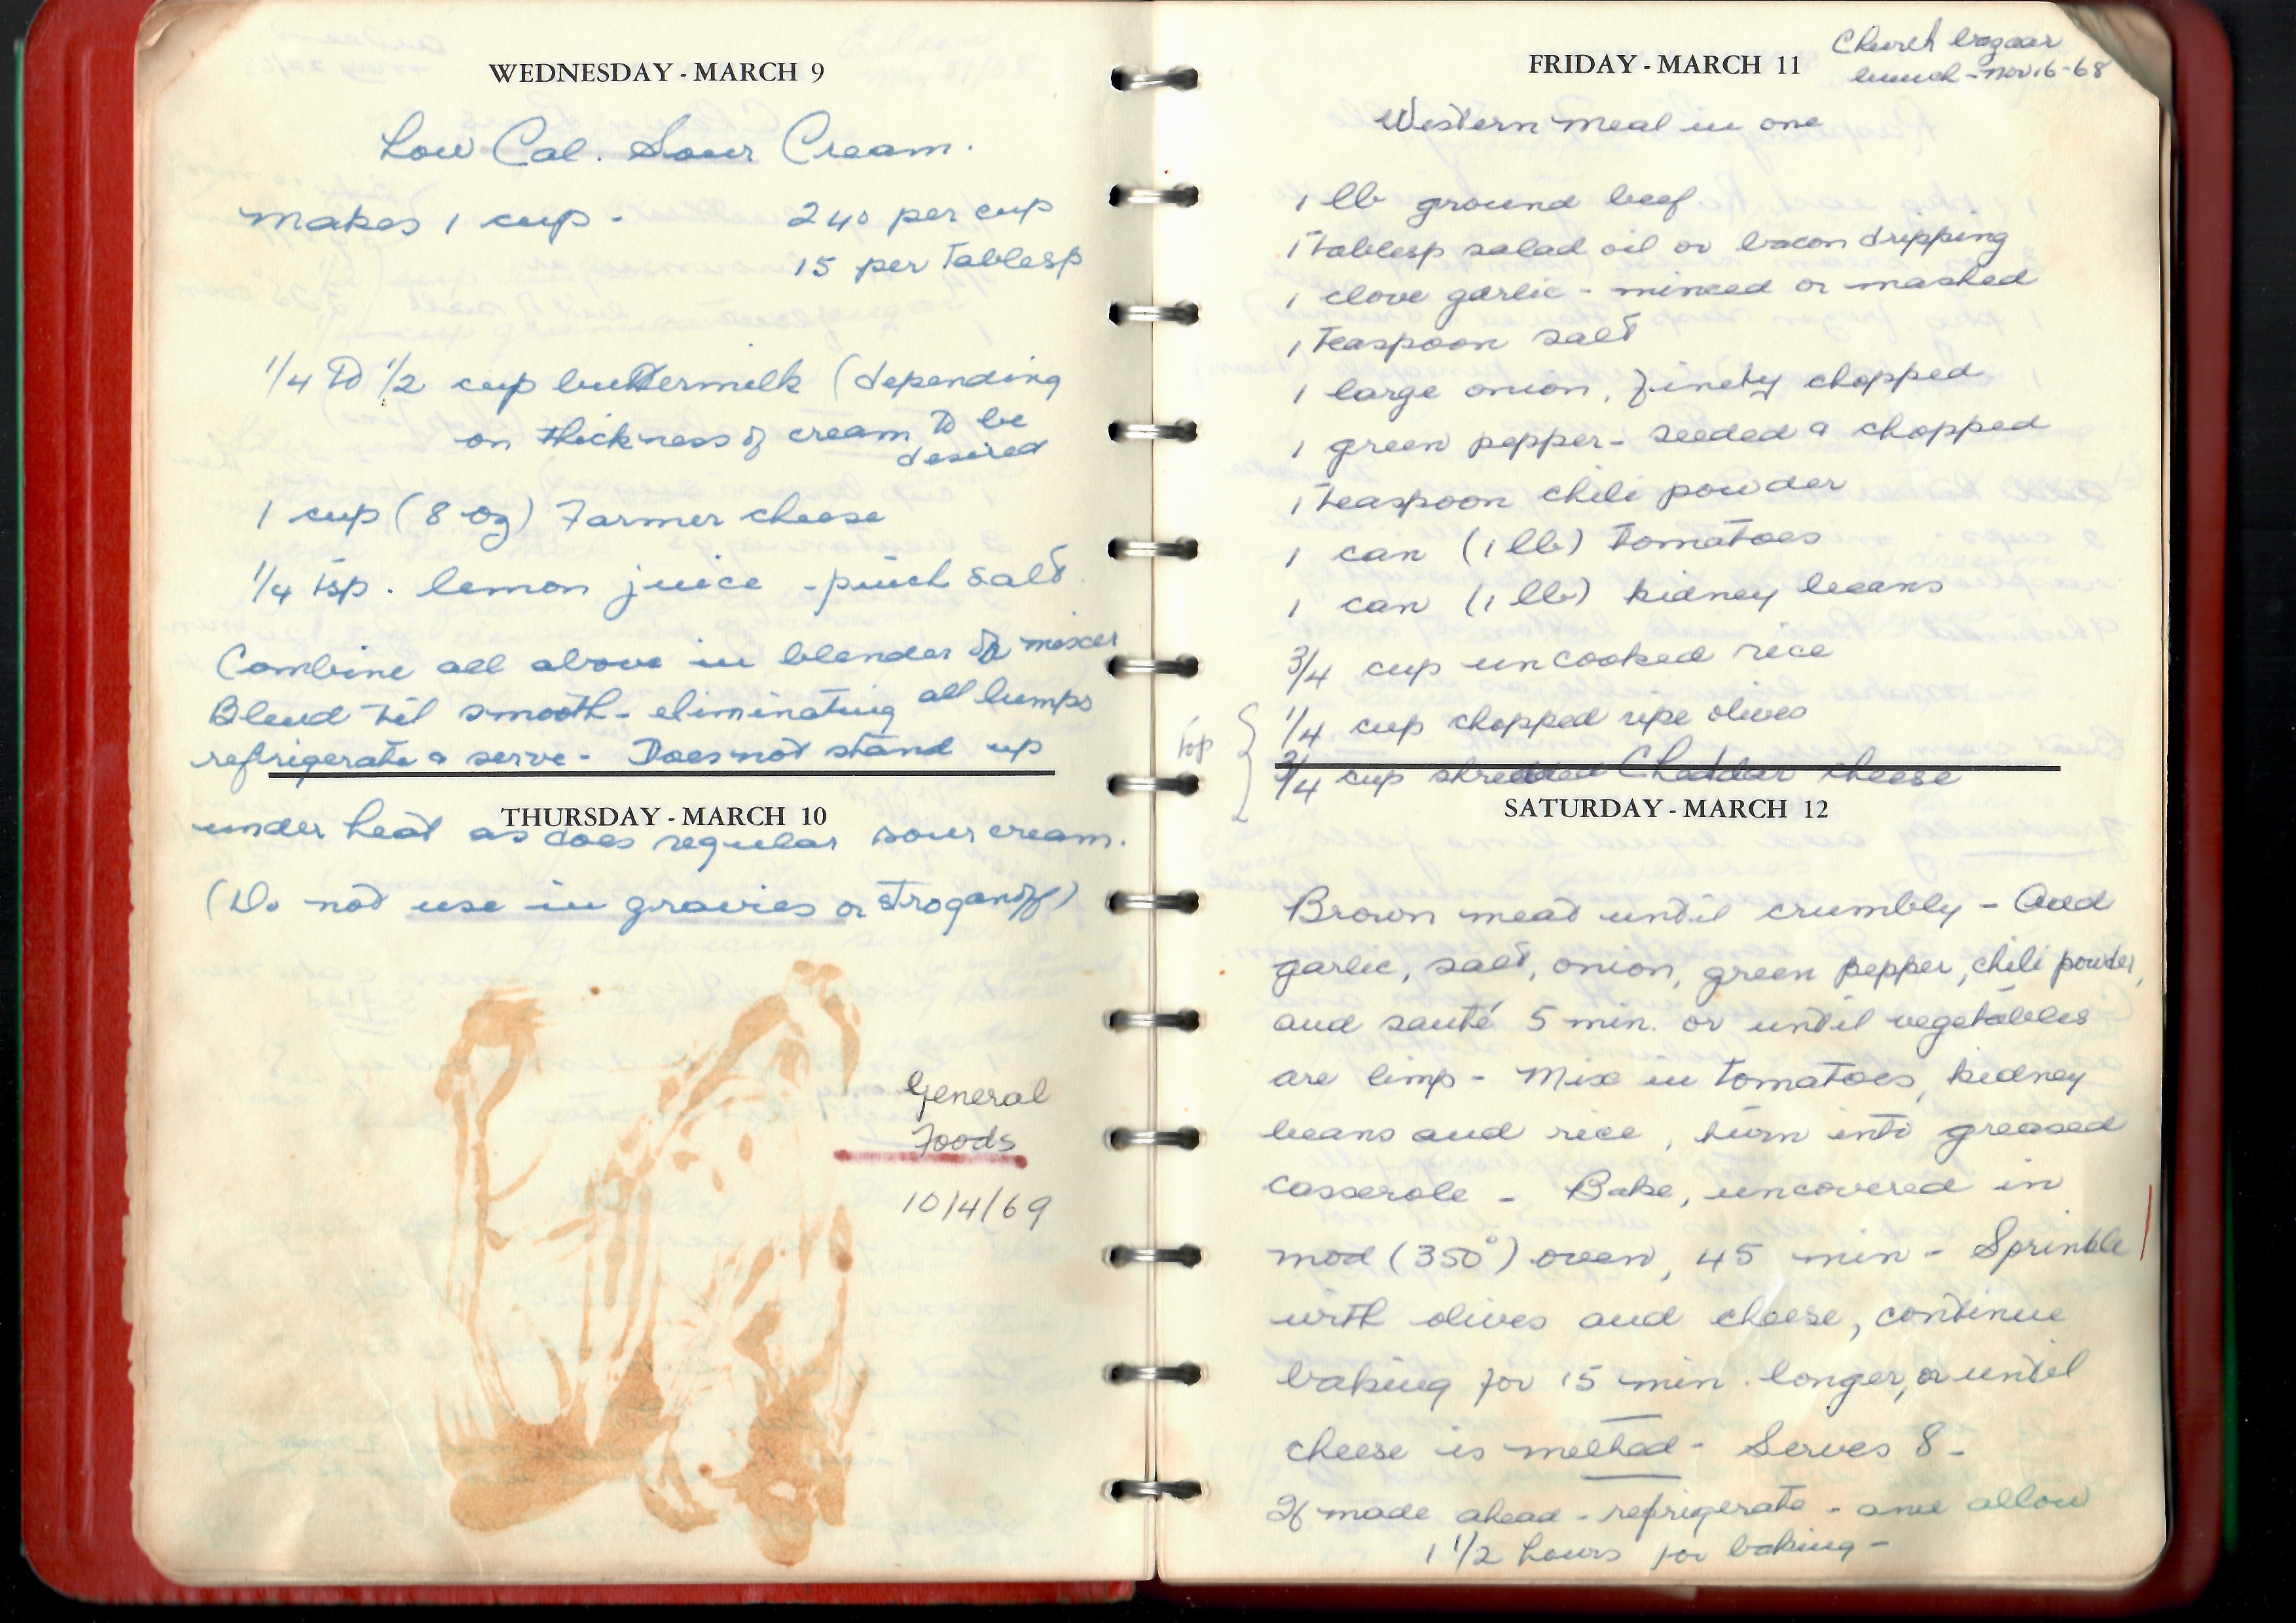 WEDNESDAY - MARCH 9
Low Cal. Sour Cream.
makes 1 cup - 240 per cup
15 per Tablesp
1/4 to 1/2 cup buttermilk (depending
on thickness of cream to be
desired
1 cup (8 oz) Farmer cheese
1/4 tsp. lemon juice - pinch salt.
Combine all above in blender or mixer
Blend til smooth - eliminating all lumps
refrigerate & serve - Does not stand up
THURSDAY - MARCH 10
under heat as does regular sour cream.
(Do not use in gravies or stroganoff)
General
Foods
10/4/69
FRIDAY - MARCH 11
Church bazaar
lunch - Nov 16 - 68
Western meal in one
1 lb ground beef
1 tablesp salad oil or bacon dripping
1 clove garlic - minced or mashed
1 teaspoon salt
1 large onion, finely chopped
1 green pepper - seeded & chopped
1 teaspoon chili powder
1 can (1 lb) tomatoes
1 can (1 lb) kidney beans
3/4 cup uncooked rice
Top { 1/4 cup chopped ripe olives
3/4 cup shredded Cheddar cheese
SATURDAY - MARCH 12
Brown meat until crumbly - Add
garlic, salt, onion, green pepper, chili powder,
and sauté 5 min. or until vegetables
are limp - Mix in tomatoes, kidney
beans and rice, turn into greased
casserole - Bake, uncovered in
mod (350°) oven, 45 min - Sprinkle
with olives and cheese, continue
baking for 15 min. longer, or until
cheese is melted - Serves 8 -
If made ahead - refrigerate - and allow
1 1/2 hours for baking -